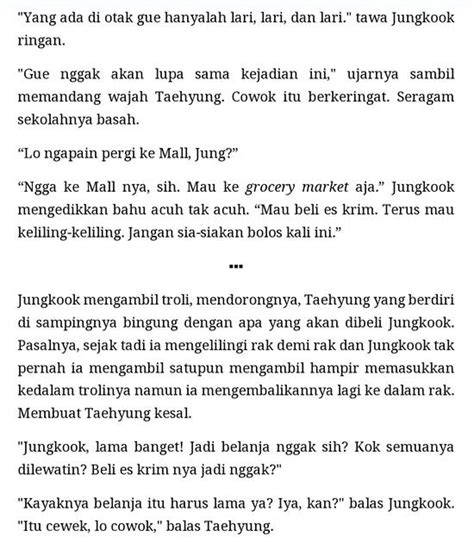 "Yang ada di otak gue hanyalah lari, lari, dan lari." tawa Jungkook
ringan.
"Gue nggak akan lupa sama kejadian ini," ujarnya sambil
memandang wajah Taehyung. Cowok itu berkeringat. Seragam
sekolahnya basah.
“Lo ngapain pergi ke Mall, Jung?”
“Ngga ke Mall nya, sih. Mau ke grocery market aja.” Jungkook
mengedikkan bahu acuh tak acuh. “Mau beli es krim. Terus mau
keliling-keliling. Jangan sia-siakan bolos kali ini.”
▪▪▪
Jungkook mengambil troli, mendorongnya, Taehyung yang berdiri
di sampingnya bingung dengan apa yang akan dibeli Jungkook.
Pasalnya, sejak tadi ia mengelilingi rak demi rak dan Jungkook tak
pernah ia mengambil satupun mengambil hampir memasukkan
kedalam trolinya namun ia mengembalikannya lagi ke dalam rak.
Membuat Taehyung kesal.
"Jungkook, lama banget! Jadi belanja nggak sih? Kok semuanya
dilewatin? Beli es krim nya jadi nggak?"
"Kayaknya belanja itu harus lama ya? Iya, kan?" balas Jungkook.
"Itu cewek, lo cowok," balas Taehyung.